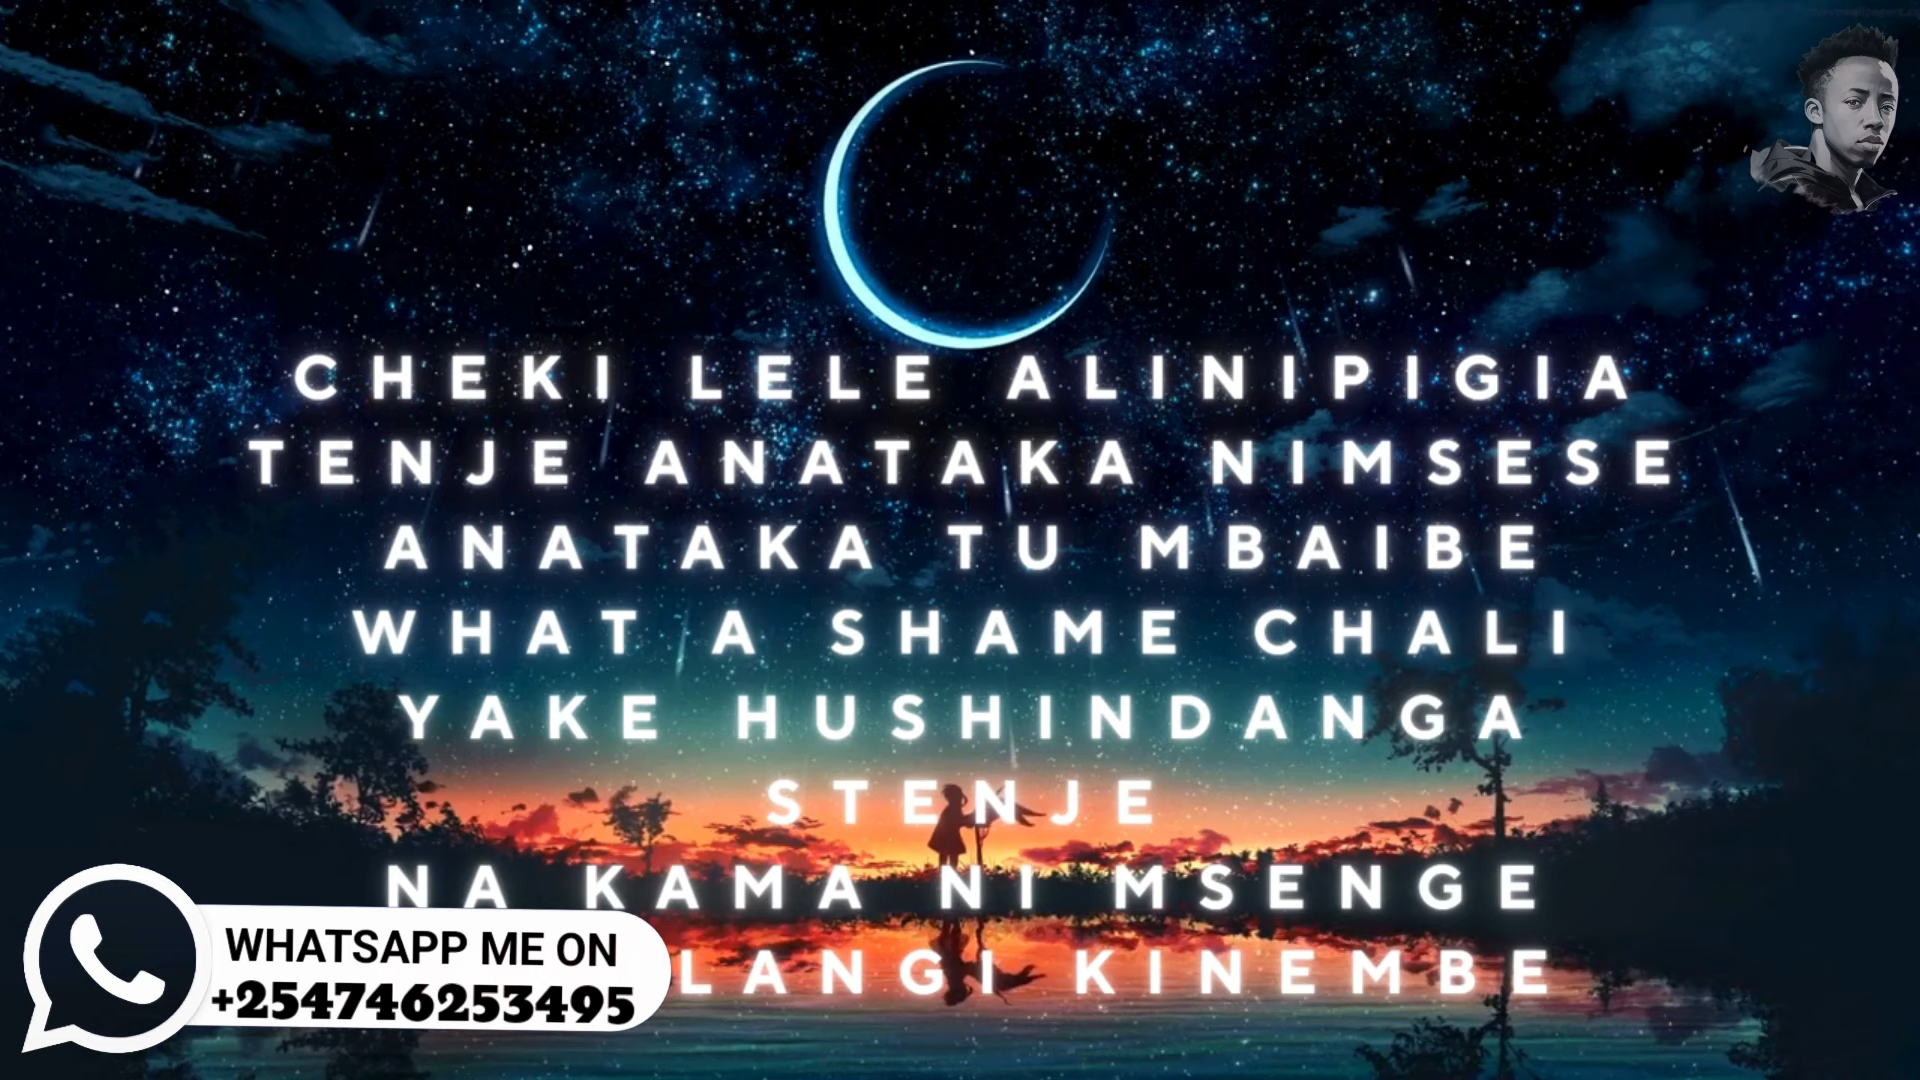 CHEKI LELE ALINIPIGIA
TENJE ANATAKA NIMSESE
ANATAKA TU MBAIBE
WHAT A SHAME CHALI
YAKE HUSHINDANGA
STENJE
NA KAMA NI MSENGE
LANGI KINEMBE
WHATSAPP ME ON
+254746253495